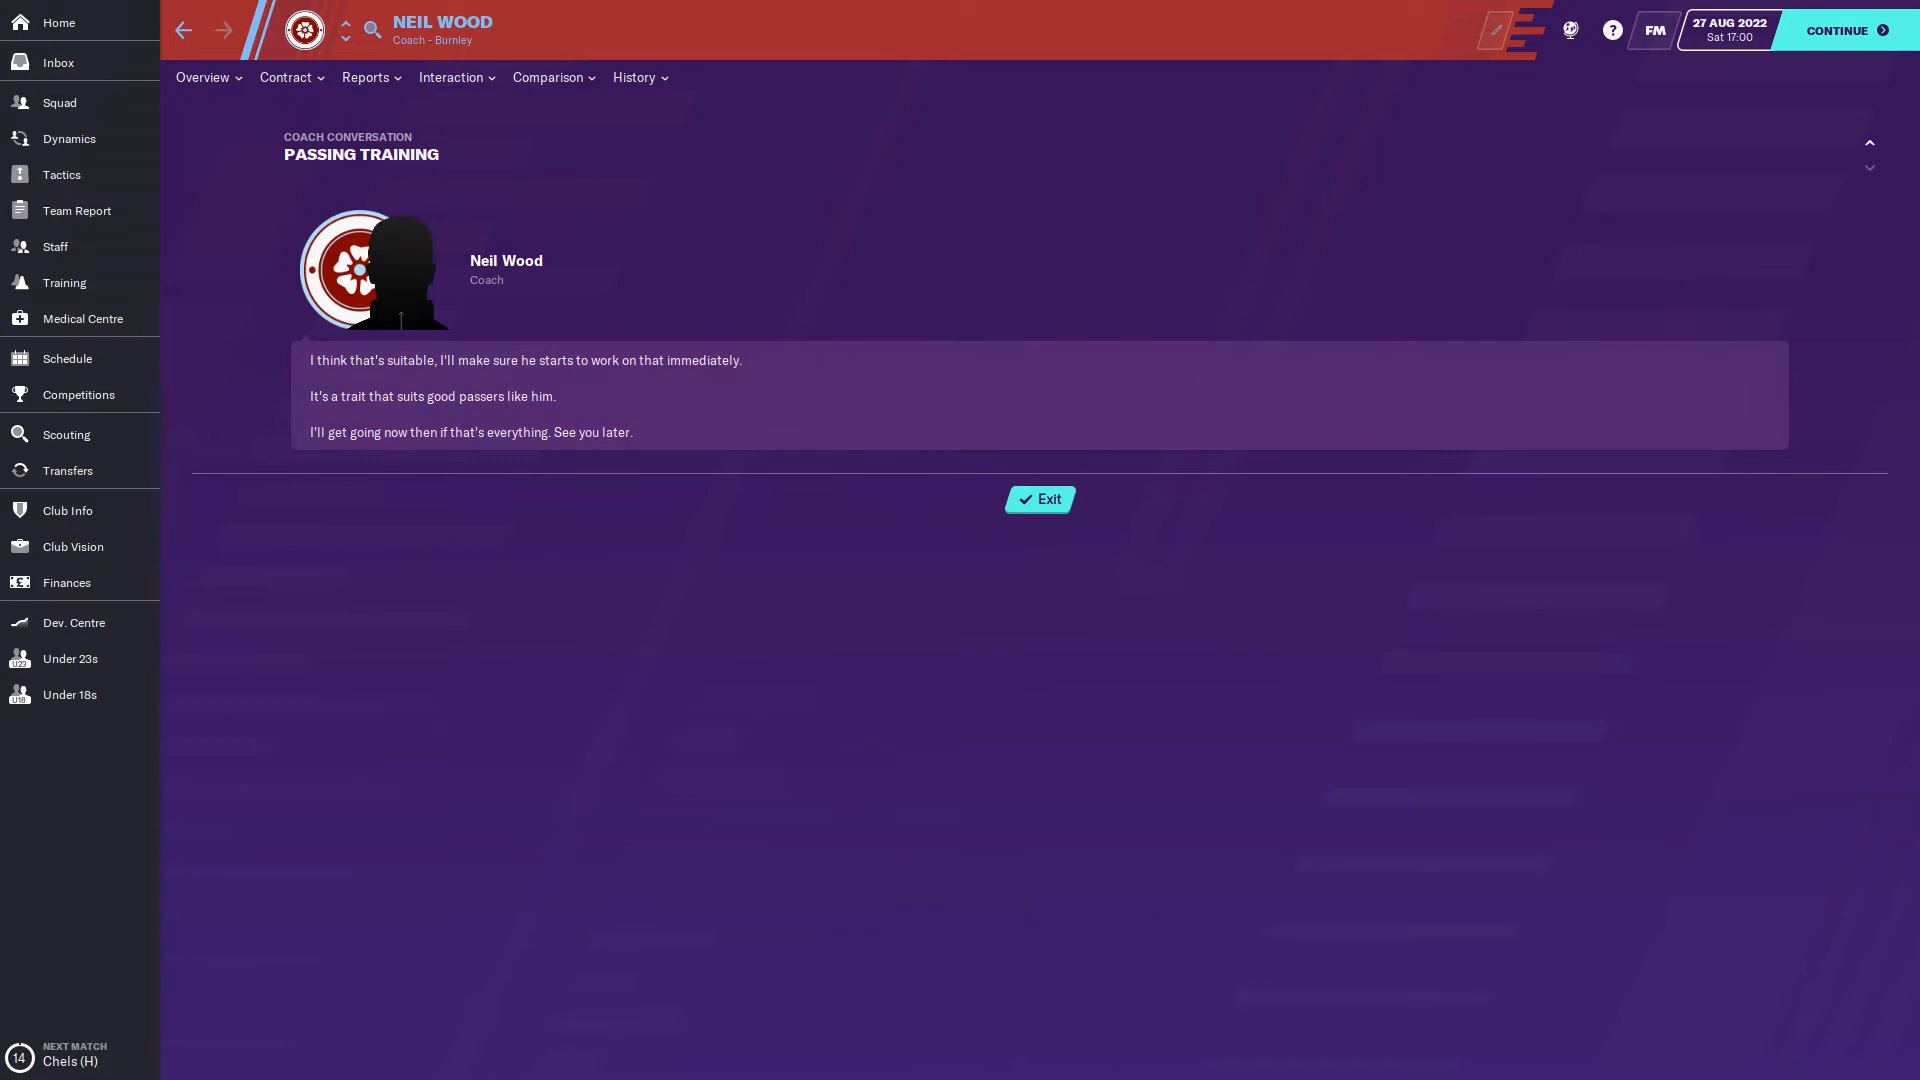 Home
Inbox
Squad
Dynamics
Tactics
Team Report
Staff
Training
Medical Centre
Schedule
Competitions
Scouting
Transfers
Club Info
Club Vision
Finances
Dev. Centre
U23
Under 23s
U18
Under 18s
14
NEXT MATCH
Chels (H)
NEIL WOOD
Coach - Burnley
?
FM
27 AUG 2022
Sat 17:00
CONTINUE
Overview Contract Reports Interaction Comparison History
COACH CONVERSATION
PASSING TRAINING
Neil Wood
Coach
I think that's suitable, I'll make sure he starts to work on that immediately.
It's a trait that suits good passers like him.
I'll get going now then if that's everything. See you later.
Exit